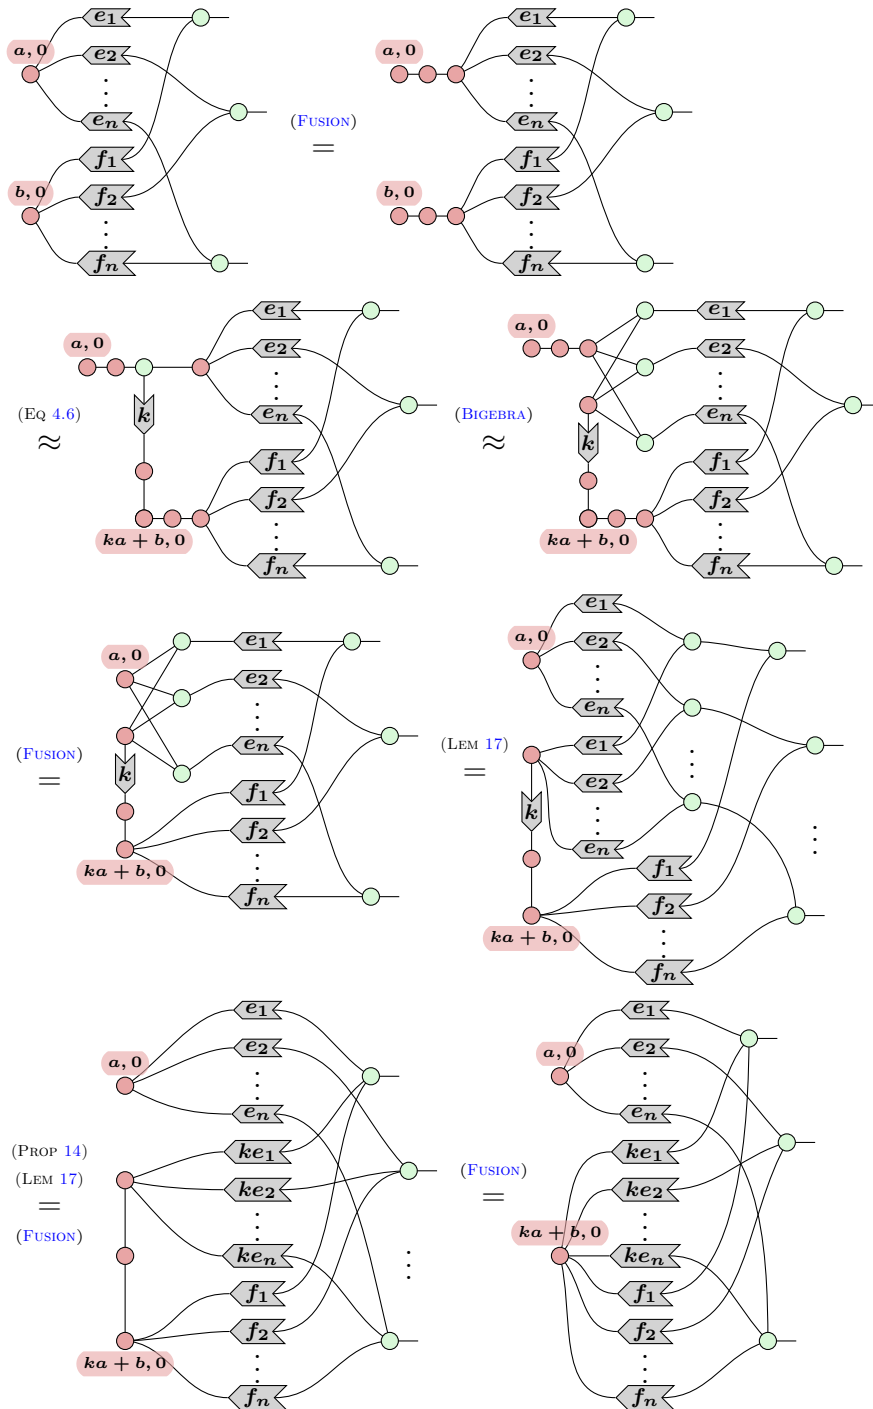 a, 0
e₁
e₂
⋮
eₙ
b, 0
f₁
f₂
⋮
fₙ
(FUSION)
=
a, 0
e₁
e₂
⋮
eₙ
b, 0
f₁
f₂
⋮
fₙ
(EQ 4.6)
≈
a, 0
k
ka + b, 0
e₁
e₂
⋮
eₙ
f₁
f₂
⋮
fₙ
(BIGEBRA)
≈
a, 0
k
ka + b, 0
e₁
e₂
⋮
eₙ
f₁
f₂
⋮
fₙ
(FUSION)
=
a, 0
k
ka + b, 0
e₁
e₂
⋮
eₙ
f₁
f₂
⋮
fₙ
(LEM 17)
=
a, 0
e₁
e₂
⋮
eₙ
k
e₁
e₂
⋮
eₙ
⋮
ka + b, 0
f₁
f₂
⋮
fₙ
⋮
(PROP 14)
(LEM 17)
=
(FUSION)
a, 0
e₁
e₂
⋮
eₙ
ke₁
ke₂
⋮
keₙ
ka + b, 0
f₁
f₂
⋮
fₙ
⋮
(FUSION)
=
a, 0
e₁
e₂
⋮
eₙ
ke₁
ke₂
⋮
ka + b, 0
keₙ
f₁
f₂
⋮
fₙ